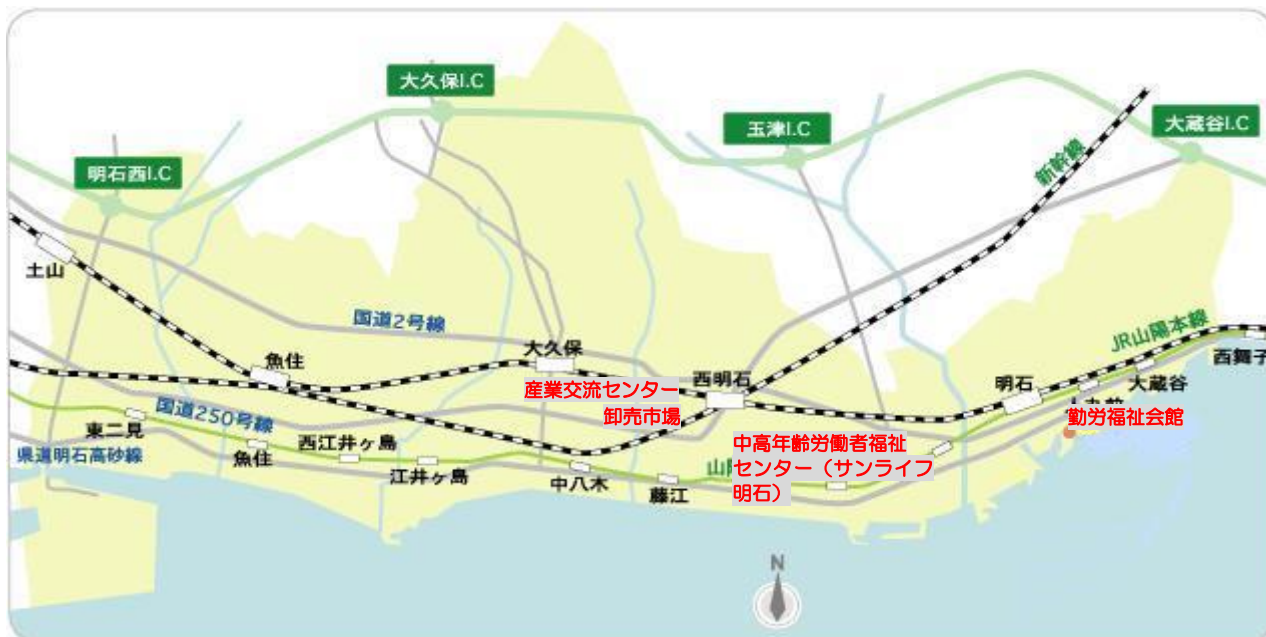 大久保I.C
玉津I.C
大蔵谷I.C
明石西I.C
新幹線
土山
国道2号線
JR山陽本線
魚住
大久保
西舞子
産業交流センター
西明石
明石
大蔵谷
卸売市場
勤労福祉会館
国道250号線
東二見
西江井ヶ島
中高年齢労働者福祉
センター（サンライフ
明石）
県道明石高砂線
魚住
江井ヶ島
中八木
藤江
山
N